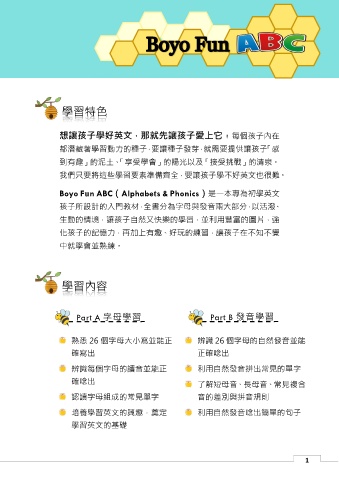 Boyo Fun ABC
學習特色
想讓孩子學好英文，那就先讓孩子愛上它。每個孩子內在
都潛藏著學習動力的種子，要讓種子發芽，就需要提供讓孩子「感
到有趣」的泥土、「享受學會」的陽光以及「接受挑戰」的清泉。
我們只要將這些學習要素準備齊全，要讓孩子學不好英文也很難。
Boyo Fun ABC（Alphabets & Phonics）是一本專為初學英文
孩子所設計的入門教材，全書分為字母與發音兩大部分，以活潑、
生動的情境，讓孩子自然又快樂的學習，並利用豐富的圖片，強
化孩子的記憶力，再加上有趣、好玩的練習，讓孩子在不知不覺
中就學會並熟練。
學習內容
Part A 字母學習
熟悉 26 個字母大小寫並能正
確寫出
辨識每個字母的讀音並能正
確唸出
認讀字母組成的常見單字
培養學習英文的興趣，奠定
學習英文的基礎
Part B 發音學習
辨識 26 個字母的自然發音並能
正確唸出
利用自然發音拼出常見的單字
了解短母音、長母音、常見複合
音的差別與拼音規則
利用自然發音唸出簡單的句子
1